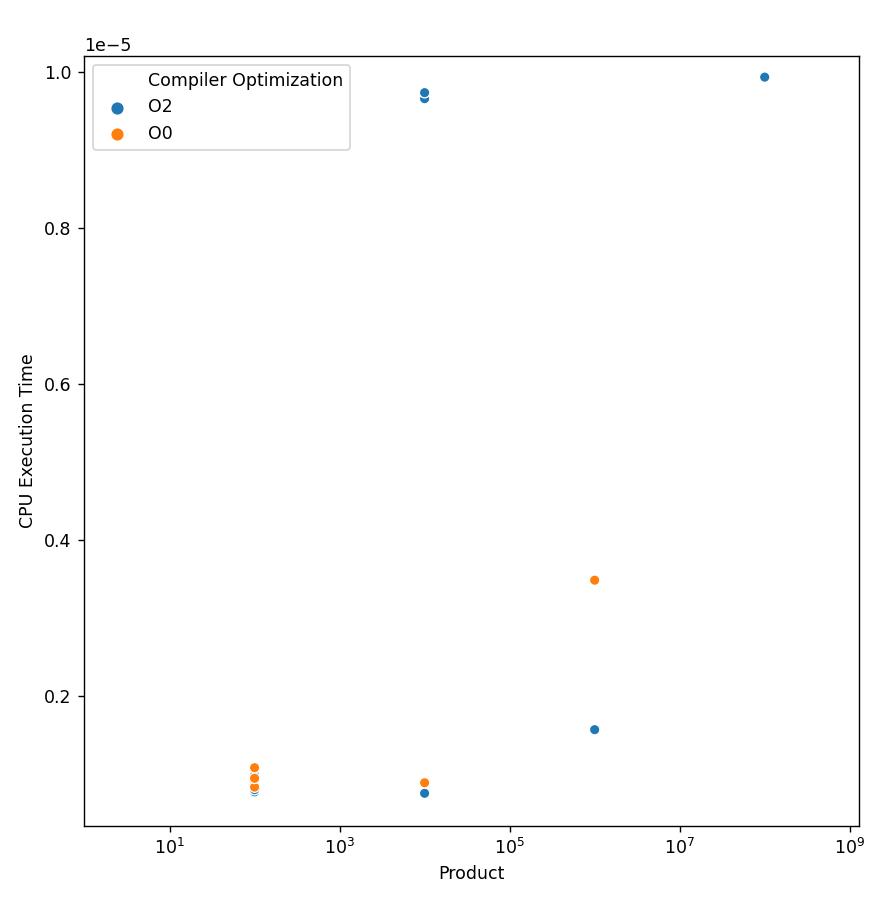 1e−5
1.0
0.8
0.6
0.4
0.2
CPU Execution Time
Compiler Optimization
O2
O0
10¹
10³
10⁵
10⁷
10⁹
Product